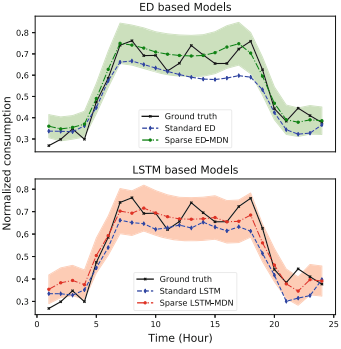 ED based Models
0,8
0,7
0,6
0,5
0,4
0,3
Ground truth
Standard ED
Sparse ED-MDN
Normalized consumption
LSTM based Models
0,8
0,7
0,6
0,5
0,4
0,3
Ground truth
Standard LSTM
Sparse LSTM-MDN
0 5 10 15 20 25
Time (Hour)